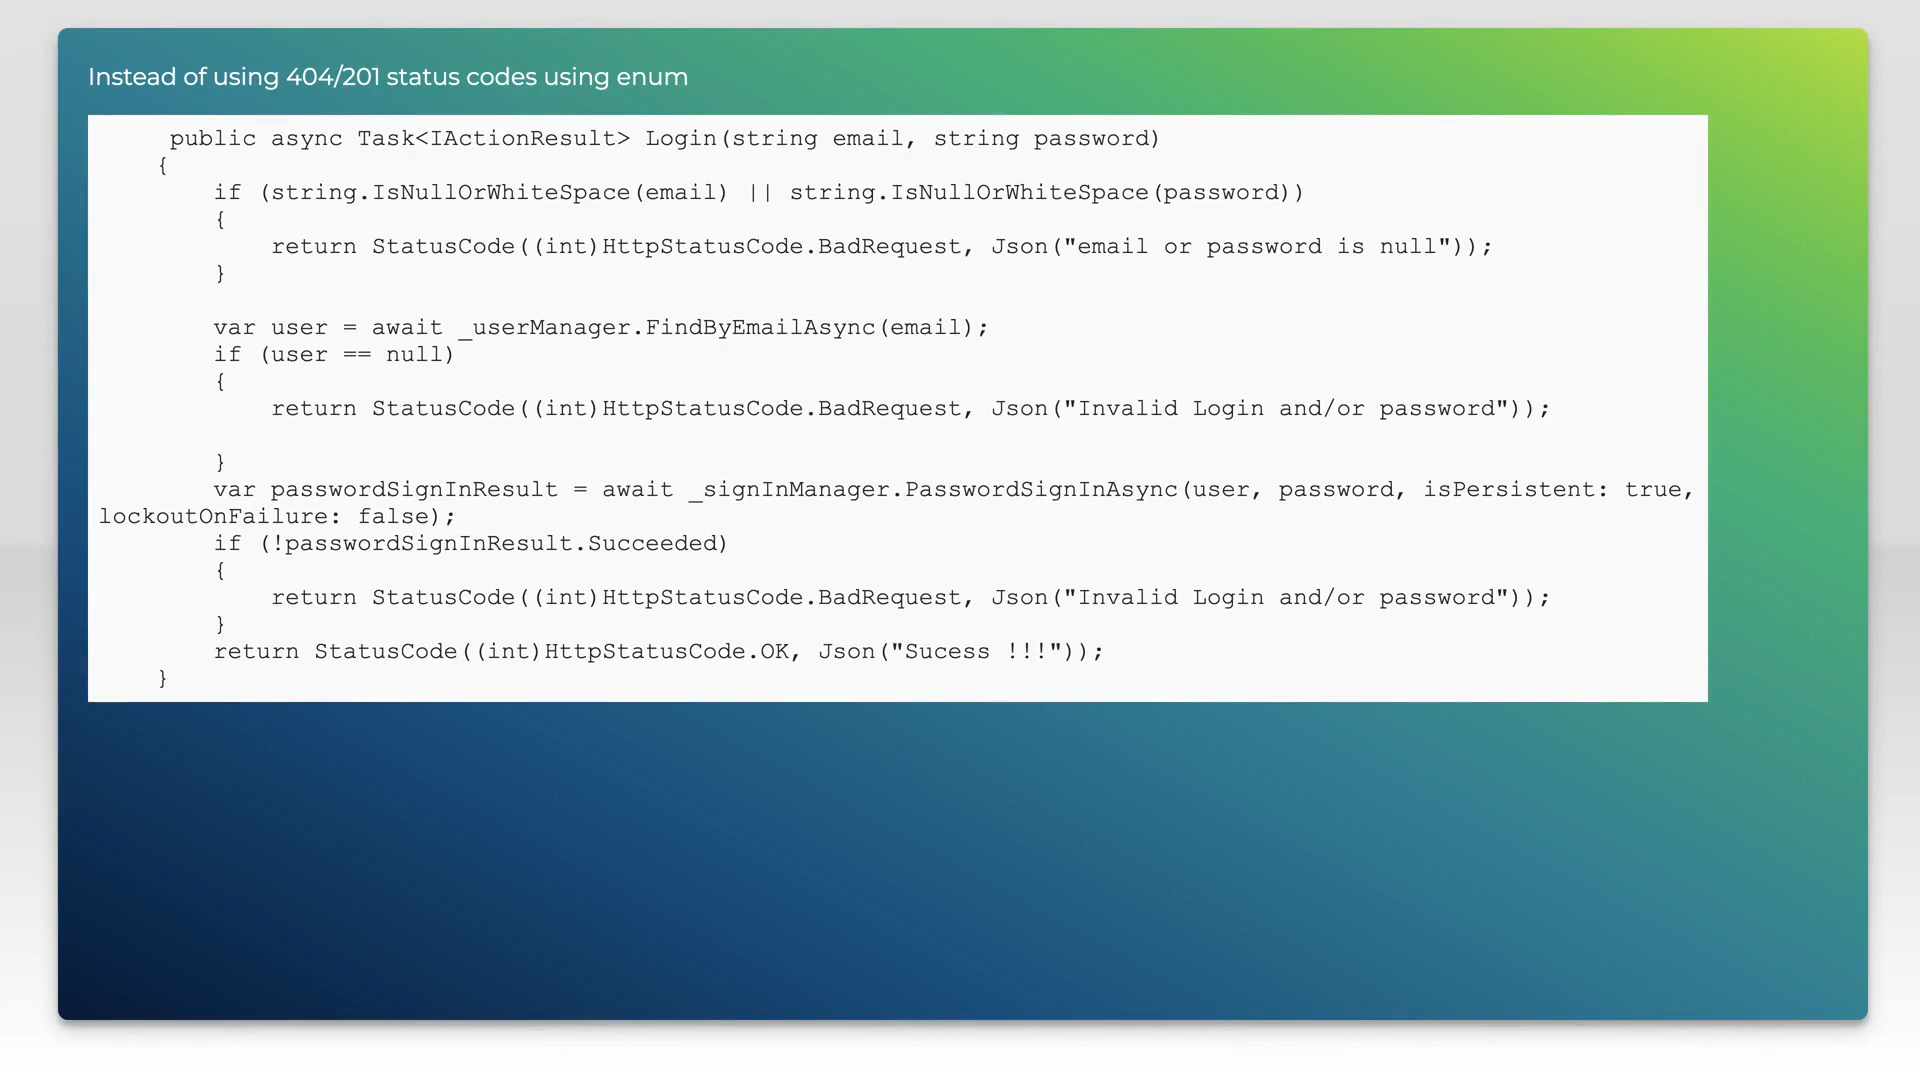 Instead of using 404/201 status codes using enum
public async Task<IActionResult> Login(string email, string password)
{
if (string.IsNullOrWhiteSpace(email) || string.IsNullOrWhiteSpace(password))
{
return StatusCode((int)HttpStatusCode.BadRequest, Json("email or password is null"));
}
var user = await _userManager.FindByEmailAsync(email);
if (user == null)
{
return StatusCode((int)HttpStatusCode.BadRequest, Json("Invalid Login and/or password"));
}
var passwordSignInResult = await _signInManager.PasswordSignInAsync(user, password, isPersistent: true,
lockoutOnFailure: false);
if (!passwordSignInResult.Succeeded)
{
return StatusCode((int)HttpStatusCode.BadRequest, Json("Invalid Login and/or password"));
}
return StatusCode((int)HttpStatusCode.OK, Json("Sucess !!!"));
}